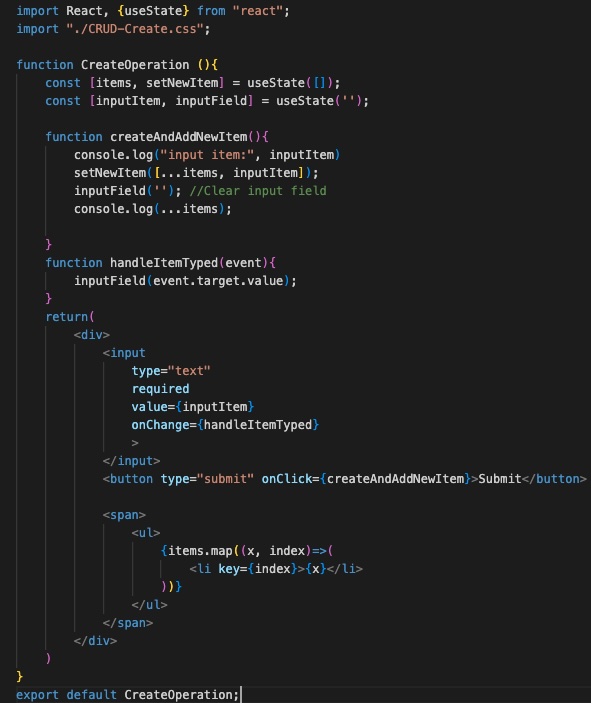 import React, {useState} from "react";
import "./CRUD-Create.css";

function CreateOperation (){
    const [items, setNewItem] = useState([]);
    const [inputItem, inputField] = useState('');

    function createAndAddNewItem(){
        console.log("input item:", inputItem)
        setNewItem([...items, inputItem]);
        inputField(''); //Clear input field
        console.log(...items);

    }
    function handleItemTyped(event){
        inputField(event.target.value);
    }
    return(
        <div>
            <input
                type="text"
                required
                value={inputItem}
                onChange={handleItemTyped}
                >
            </input>
            <button type="submit" onClick={createAndAddNewItem}>Submit</button>

            <span>
                <ul>
                    {items.map((x, index)=>(
                        <li key={index}>{x}</li>
                    ))}
                </ul>
            </span>
        </div>
    )
}
export default CreateOperation;